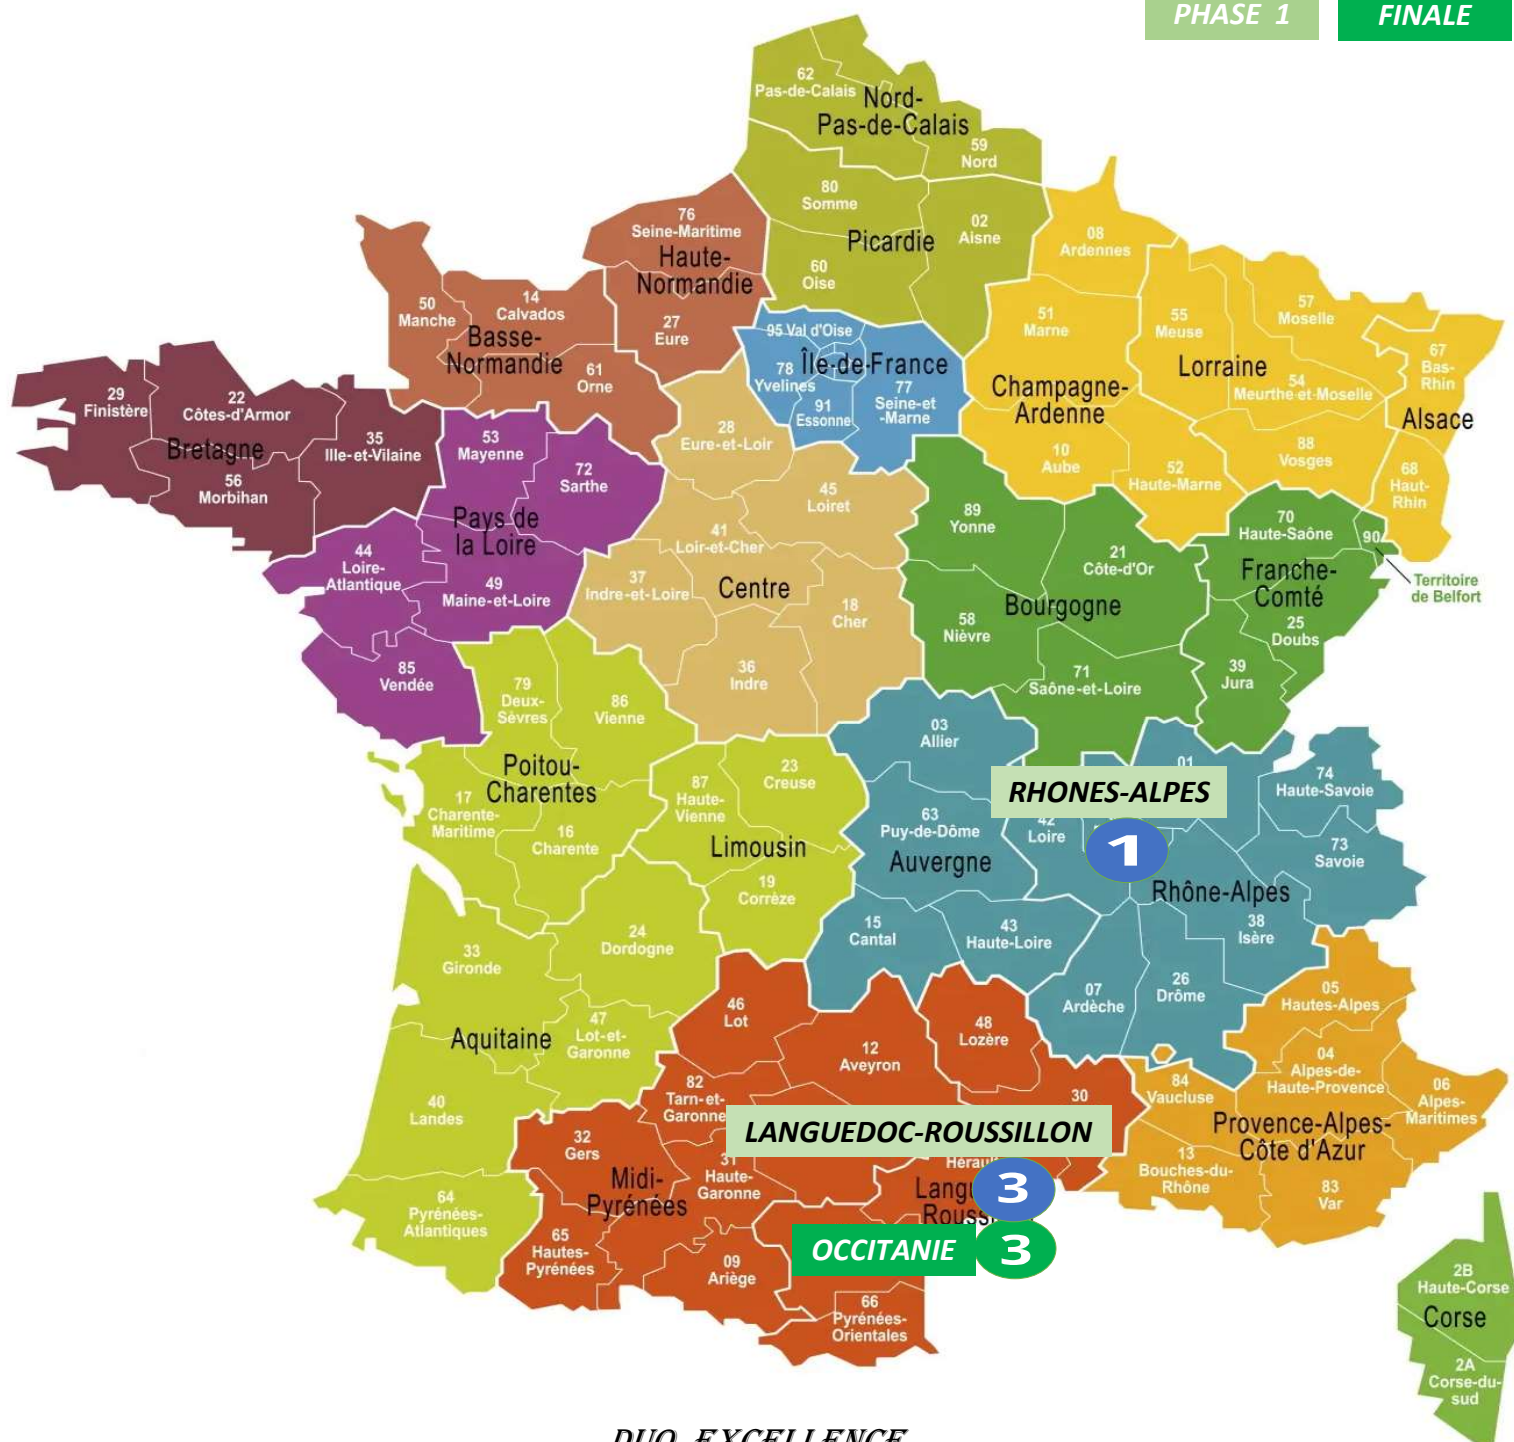 PHASE 1
FINALE
62
Pas-de-Calais
Nord-
Pas-de-Calais
59
Nord
80
Somme
02
Aisne
Picardie
60
Oise
76
Seine-Maritime
Haute-
Normandie
27
Eure
08
Ardennes
50
Manche
14
Calvados
Basse-
Normandie
61
Orne
95 Val d'Oise
Île-de-France
78
Yvelines
91
Essonne
77
Seine-et
-Marne
51
Marne
55
Meuse
57
Moselle
Lorraine
54
Meurthe-et-Moselle
67
Bas-
Rhin
Alsace
Champagne-
Ardenne
10
Aube
52
Haute-Marne
88
Vosges
68
Haut-
Rhin
29
Finistère
22
Côtes-d'Armor
Bretagne
35
Ille-et-Vilaine
56
Morbihan
53
Mayenne
72
Sarthe
Pays de
la Loire
44
Loire-
Atlantique
49
Maine-et-Loire
85
Vendée
28
Eure-et-Loir
45
Loiret
41
Loir-et-Cher
37
Indre-et-Loire
Centre
18
Cher
36
Indre
89
Yonne
21
Côte-d'Or
Bourgogne
58
Nièvre
71
Saône-et-Loire
70
Haute-Saône
90
Territoire
de Belfort
Franche-
Comté
25
Doubs
39
Jura
79
Deux-
Sèvres
86
Vienne
Poitou-
Charentes
17
Charente-
Maritime
16
Charente
87
Haute-
Vienne
23
Creuse
Limousin
19
Corrèze
03
Allier
63
Puy-de-Dôme
Auvergne
15
Cantal
43
Haute-Loire
01
RHONES-ALPES
42
Loire
1
74
Haute-Savoie
73
Savoie
Rhône-Alpes
38
Isère
07
Ardèche
26
Drôme
33
Gironde
24
Dordogne
47
Lot-et-
Garonne
Aquitaine
40
Landes
64
Pyrénées-
Atlantiques
46
Lot
12
Aveyron
48
Lozère
82
Tarn-et-
Garonne
30
LANGUEDOC-ROUSSILLON
32
Gers
31
Haute-
Garonne
Midi-
Pyrénées
65
Hautes-
Pyrénées
09
Ariège
3
OCCITANIE
3
66
Pyrénées-
Orientales
05
Hautes-Alpes
04
Alpes-de-
Haute-Provence
06
Alpes-
Maritimes
84
Vaucluse
Provence-Alpes-
Côte d'Azur
13
Bouches-du-
Rhône
83
Var
2B
Haute-Corse
Corse
2A
Corse-du-
sud
DUO EXCELLENCE